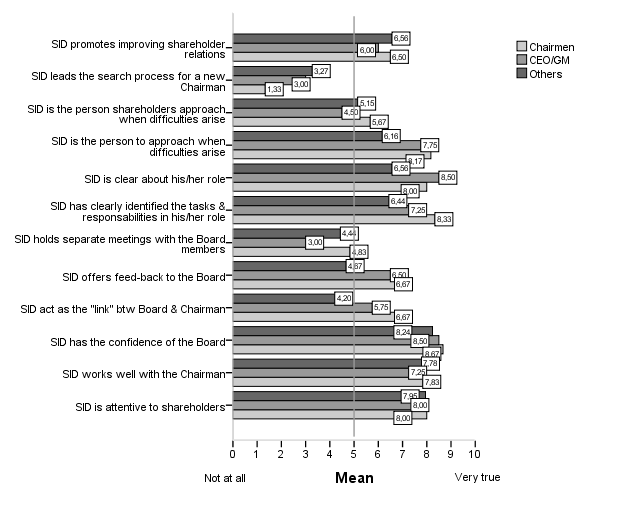 SID promotes improving shareholder
relations
6,56
6,00
6,50
Chairmen
CEO/GM
Others
SID leads the search process for a new
Chairman
3,27
3,00
1,33
SID is the person shareholders approach
when difficulties arise
5,15
4,50
5,67
SID is the person to approach when
difficulties arise
6,16
7,75
8,17
SID is clear about his/her role
6,56
8,50
8,00
SID has clearly identified the tasks &
responsabilities in his/her role
6,44
7,25
8,33
SID holds separate meetings with the Board
members
4,44
3,00
4,83
SID offers feed-back to the Board
4,67
6,50
6,67
SID act as the "link" btw Board & Chairman
4,20
5,75
6,67
SID has the confidence of the Board
8,24
8,50
8,67
SID works well with the Chairman
7,78
7,25
7,83
SID is attentive to shareholders
7,95
8,00
8,00
0 1 2 3 4 5 6 7 8 9 10
Not at all Mean Very true